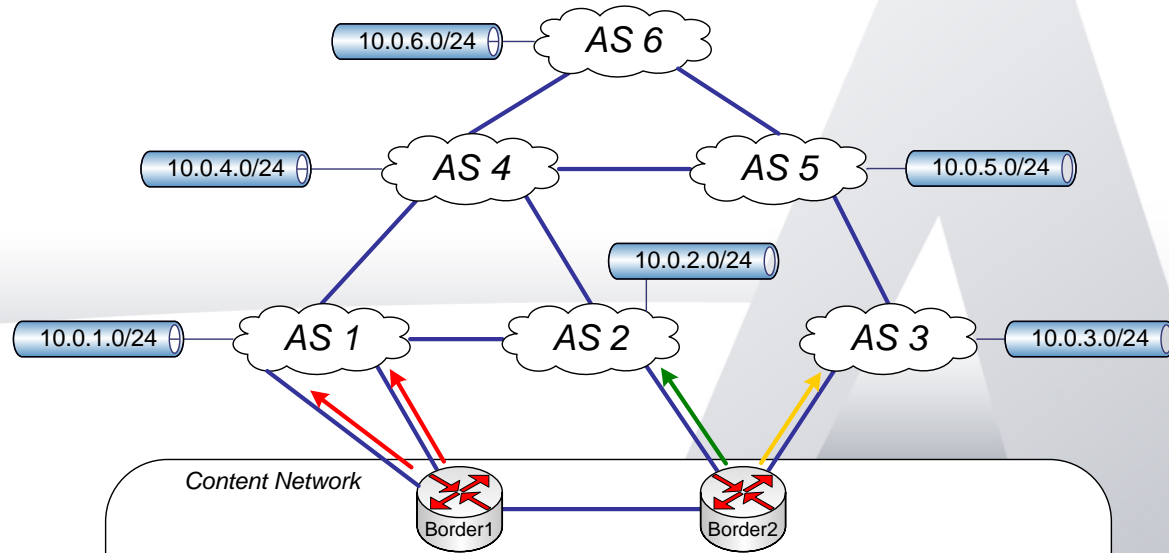 10.0.6.0/24
AS 6
10.0.4.0/24
AS 4
AS 5
10.0.5.0/24
10.0.2.0/24
10.0.1.0/24
AS 1
AS 2
AS 3
10.0.3.0/24
Content Network
Border1
Border2